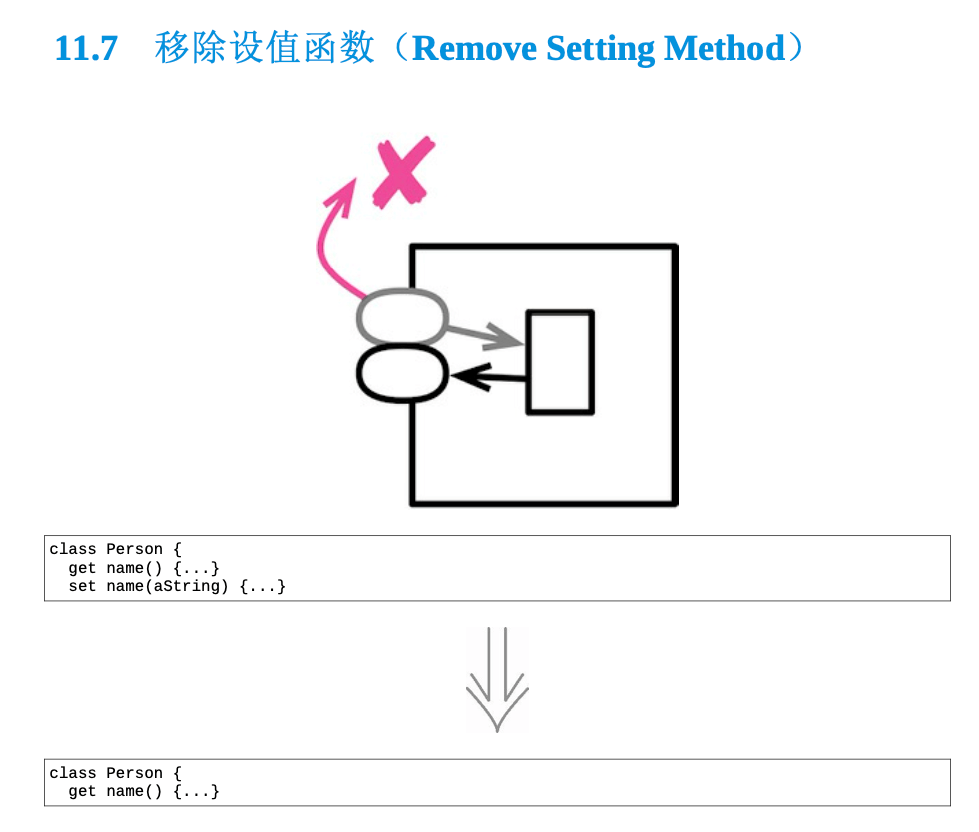 11.7 移除设值函数（Remove Setting Method）
class Person {
  get name() {...}
  set name(aString) {...}
class Person {
  get name() {...}